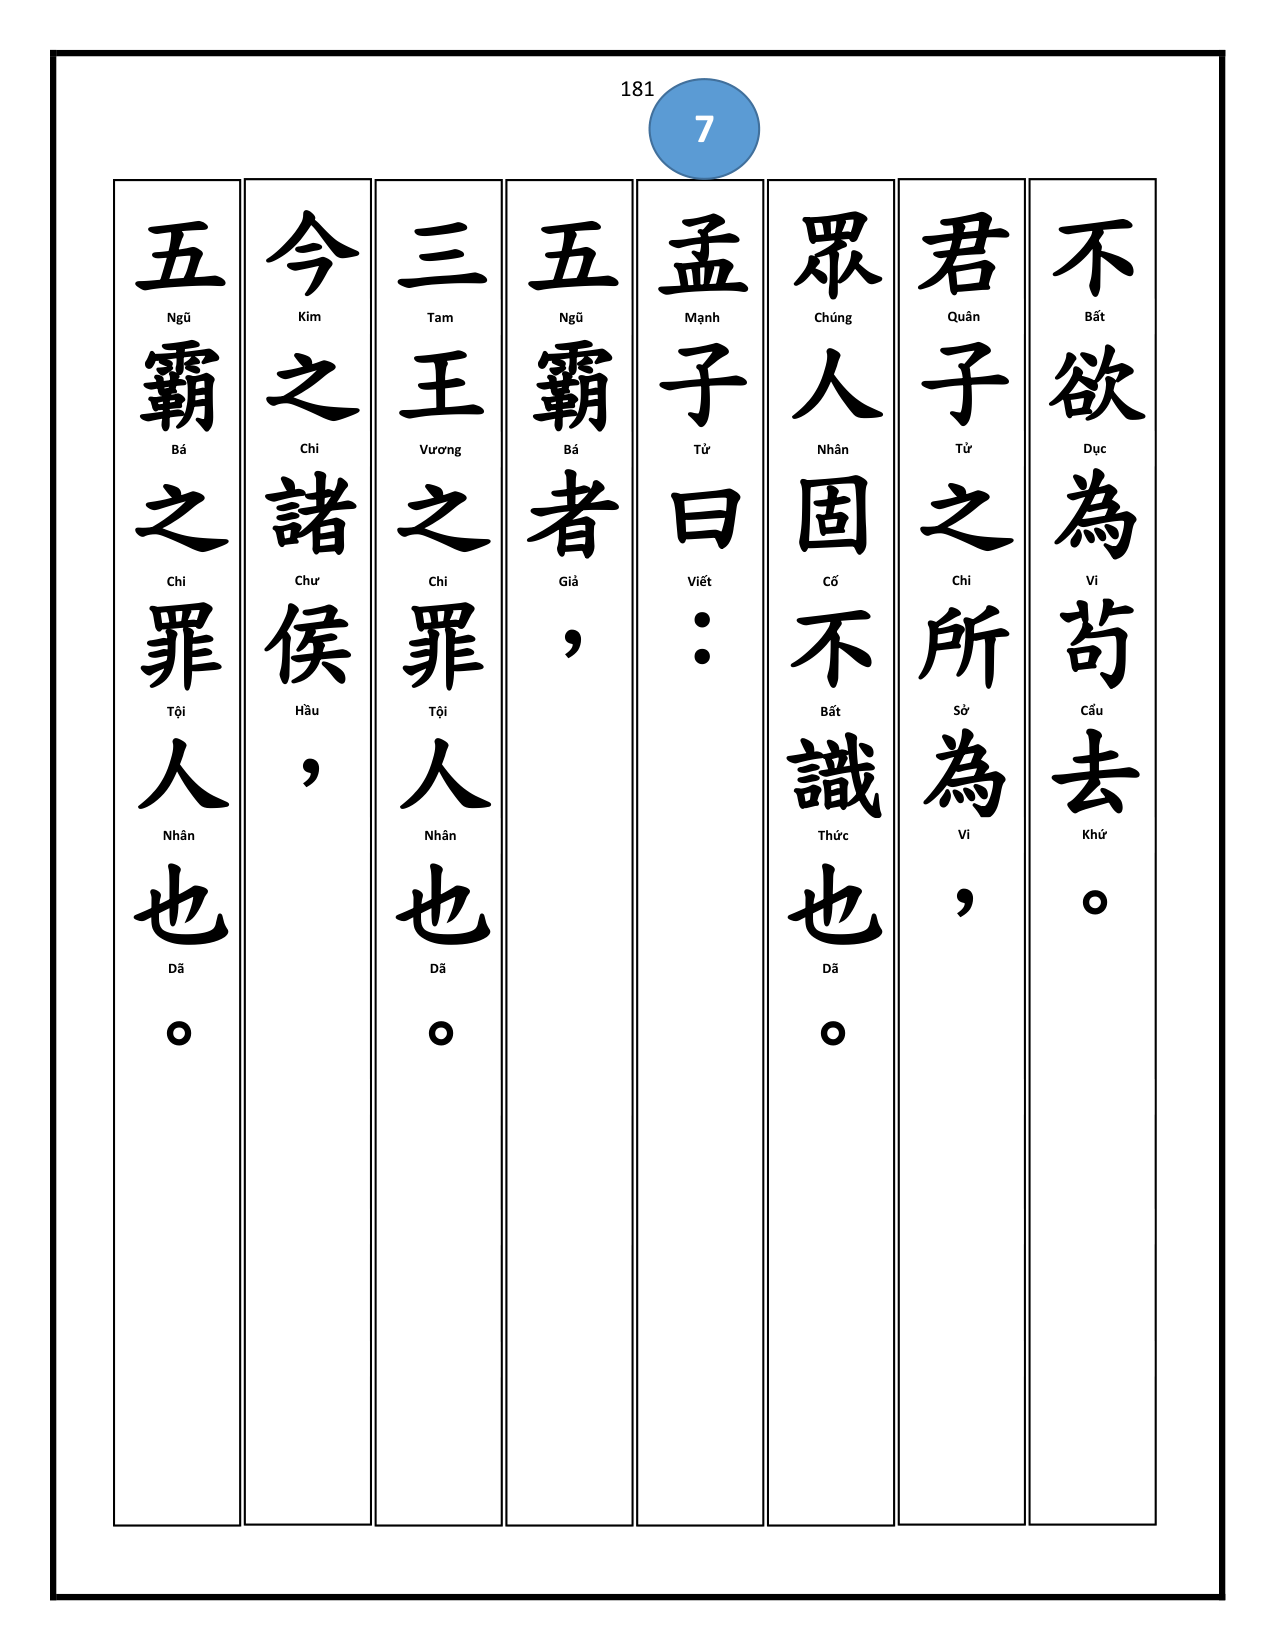 181
7
不欲為苟去。
Bất Dục Vi Cẩu Khứ
君子之所為，
Quân Tử Chi Sở Vi
眾人固不識也。
Chúng Nhân Cố Bất Thức Dã
孟子曰：
Mạnh Tử Viết
五霸者，
Ngũ Bá Giả
三王之罪人也。
Tam Vương Chi Tội Nhân Dã
今之諸侯，
Kim Chi Chư Hầu
五霸之罪人也。
Ngũ Bá Chi Tội Nhân Dã